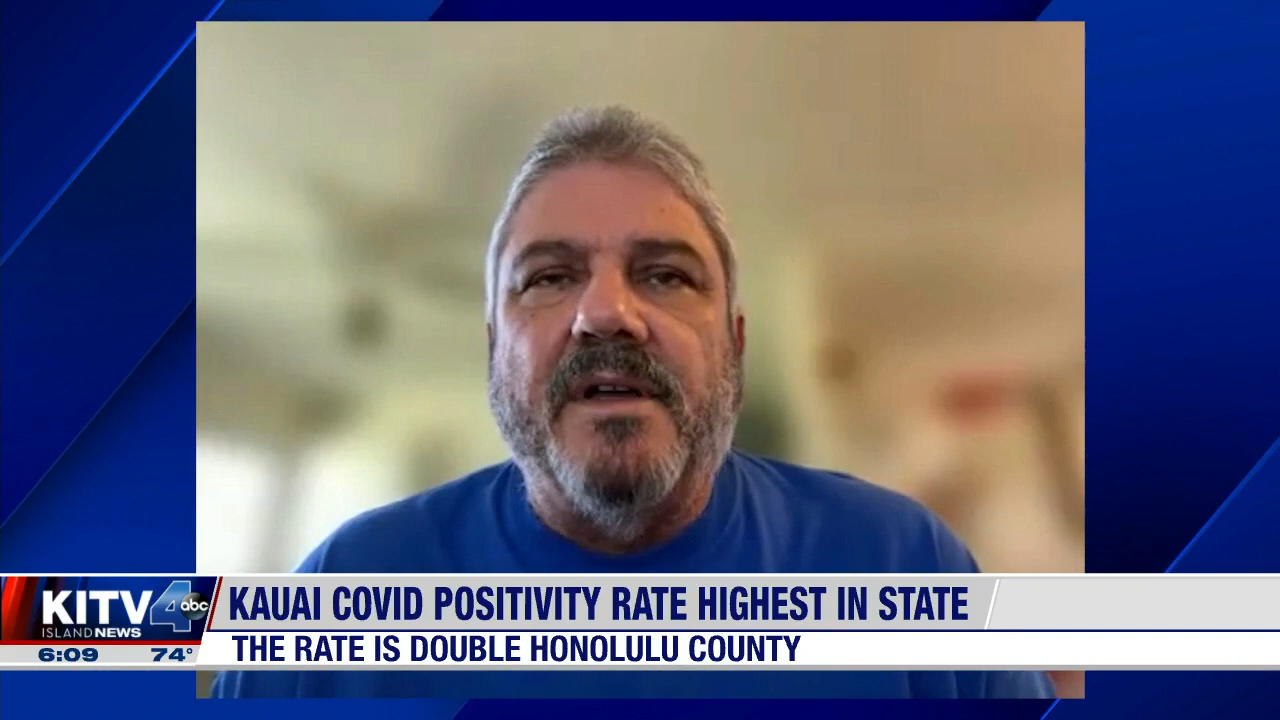 KITV 4 abc
ISLAND NEWS
6:09 74°
KAUAI COVID POSITIVITY RATE HIGHEST IN STATE
THE RATE IS DOUBLE HONOLULU COUNTY